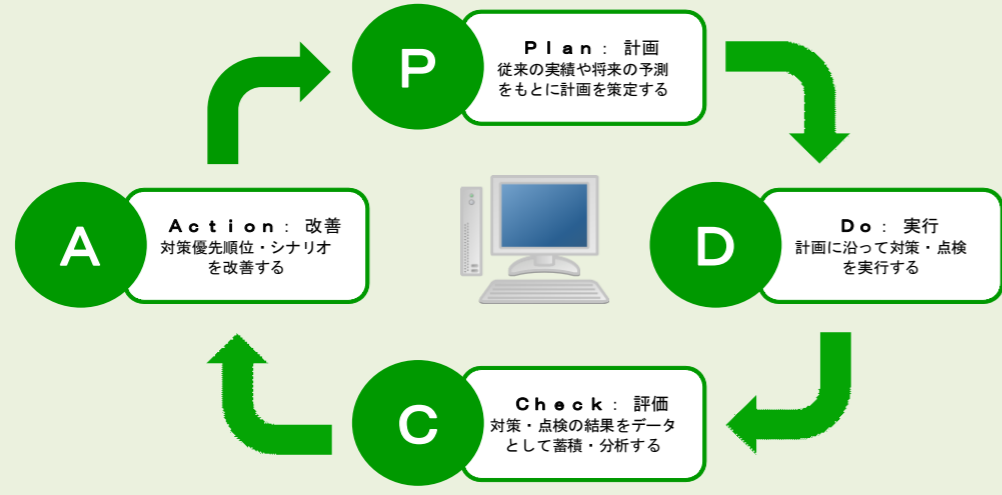 P
Ｐｌａｎ： 計画
従来の実績や将来の予測
をもとに計画を策定する
A
Ａｃｔｉｏｎ： 改善
対策優先順位・シナリオ
を改善する
D
Ｄｏ： 実行
計画に沿って対策・点検
を実行する
C
Ｃｈｅｃｋ： 評価
対策・点検の結果をデータ
として蓄積・分析する